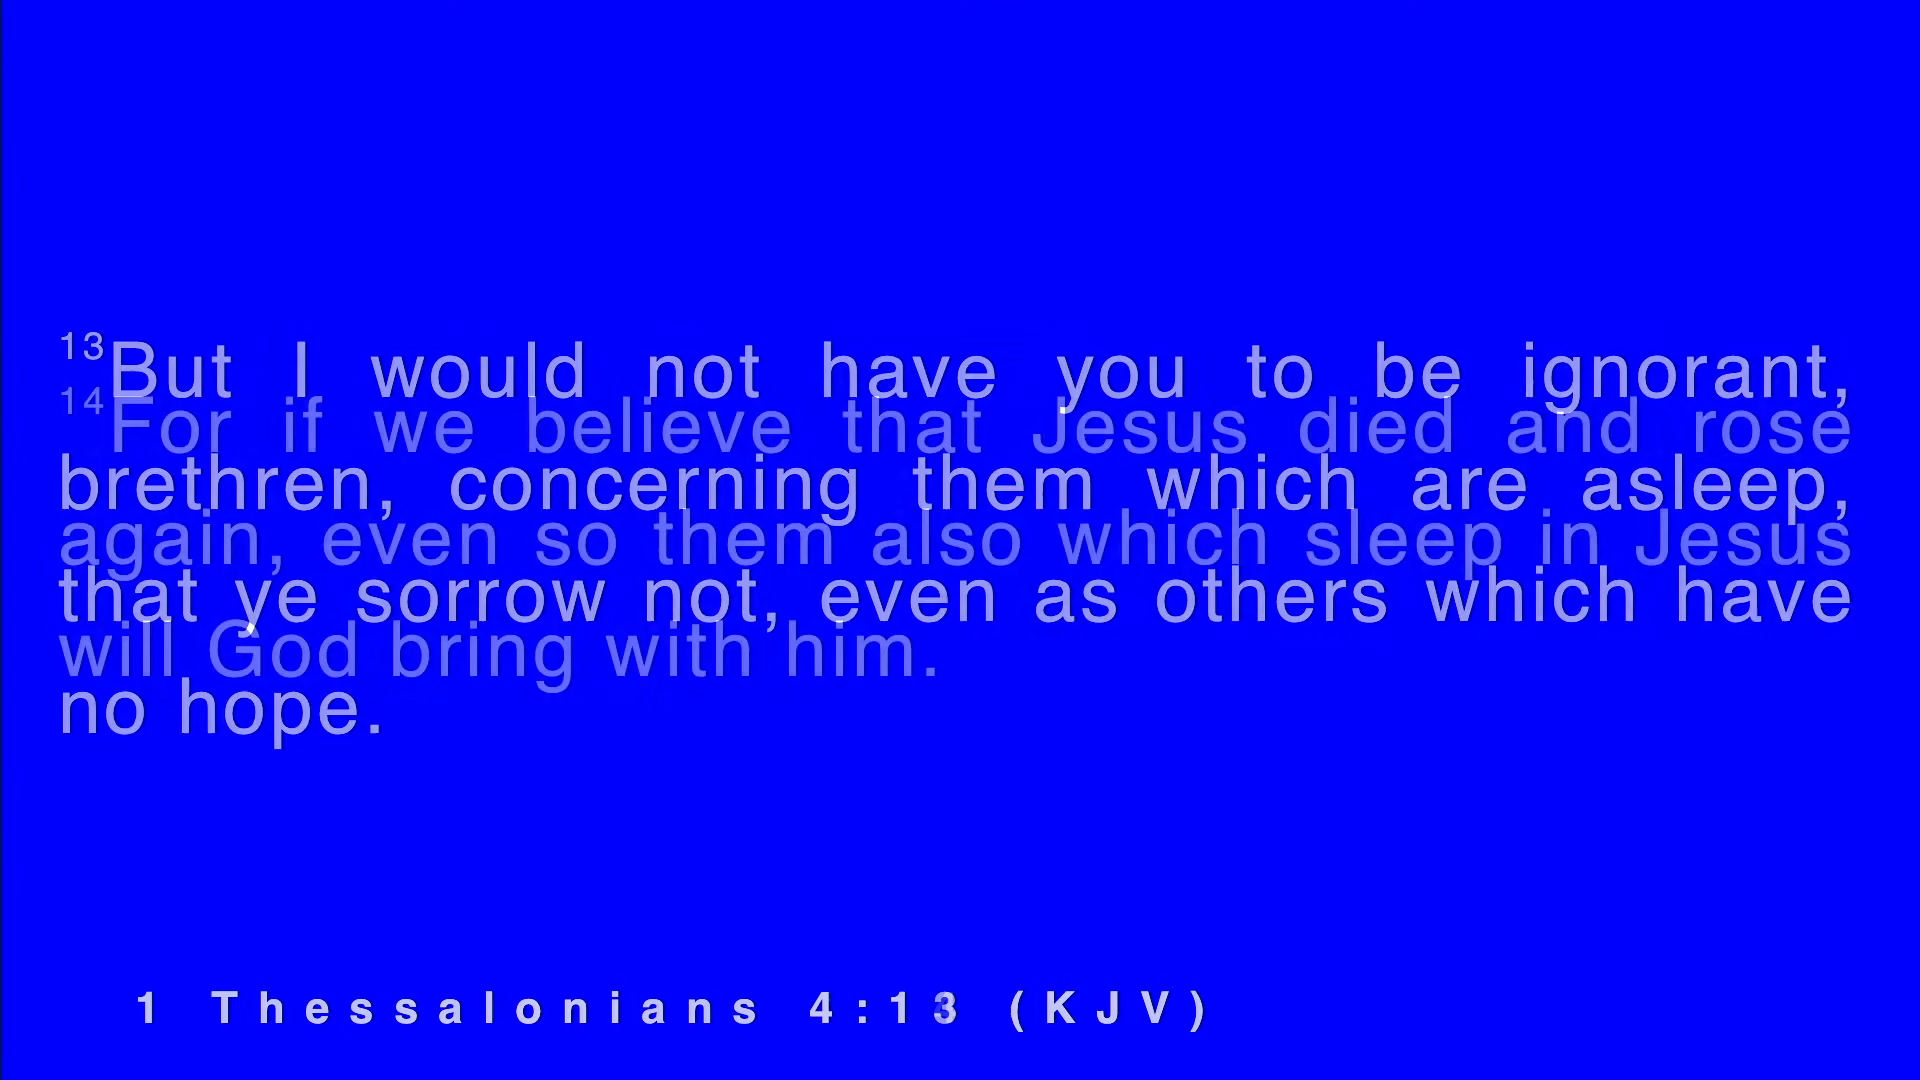 13But I would not have you to be ignorant,
14For if we believe that Jesus died and rose
brethren, concerning them which are asleep,
again, even so them also which sleep in Jesus
that ye sorrow not, even as others which have
will God bring with him.
no hope.
1 Thessalonians 4:13 (KJV)